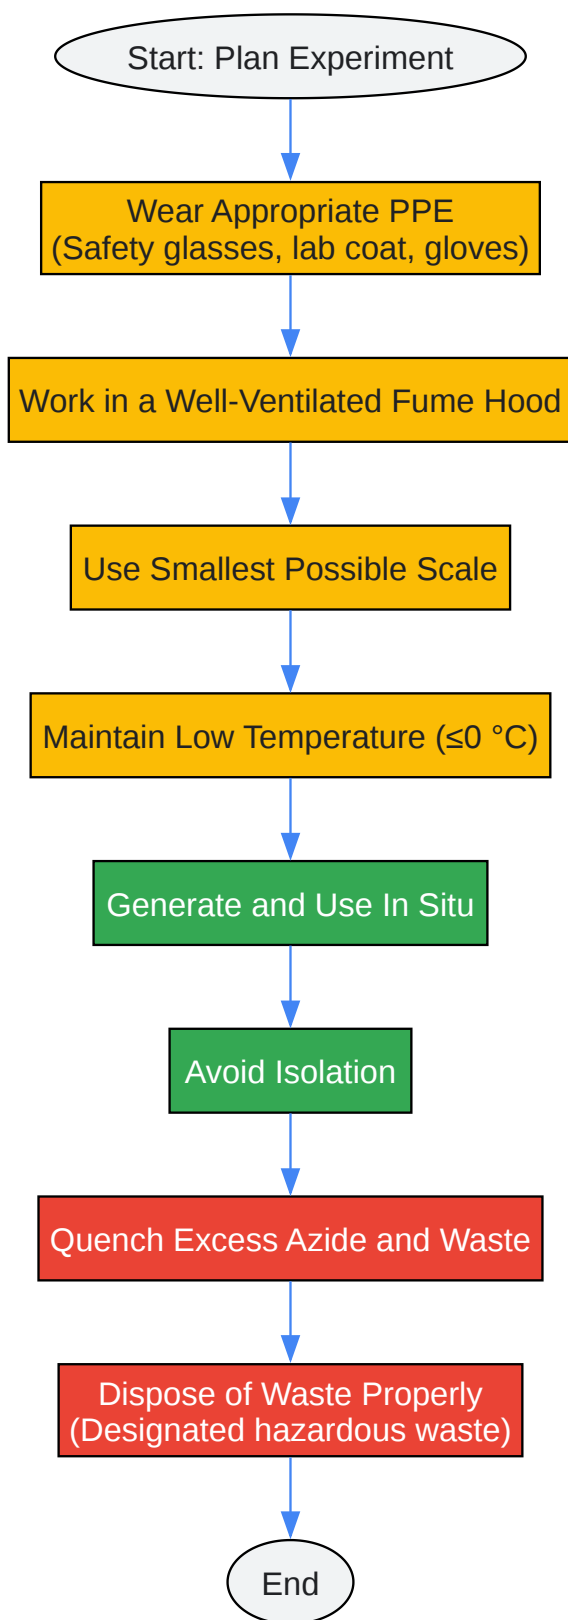 Start: Plan Experiment
Wear Appropriate PPE
(Safety glasses, lab coat, gloves)
Work in a Well-Ventilated Fume Hood
Use Smallest Possible Scale
Maintain Low Temperature (≤0 °C)
Generate and Use In Situ
Avoid Isolation
Quench Excess Azide and Waste
Dispose of Waste Properly
(Designated hazardous waste)
End